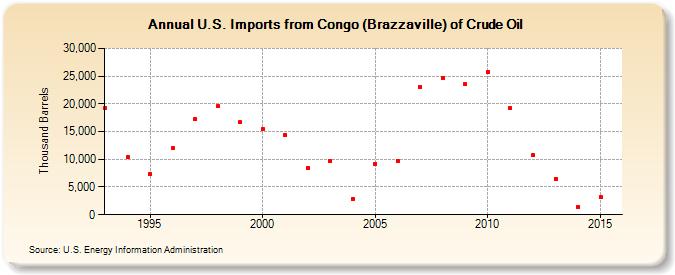 Annual U.S. Imports from Congo (Brazzaville) of Crude Oil
Thousand Barrels
30,000
25,000
20,000
15,000
10,000
5,000
0
1995 2000 2005 2010 2015
Source: U.S. Energy Information Administration